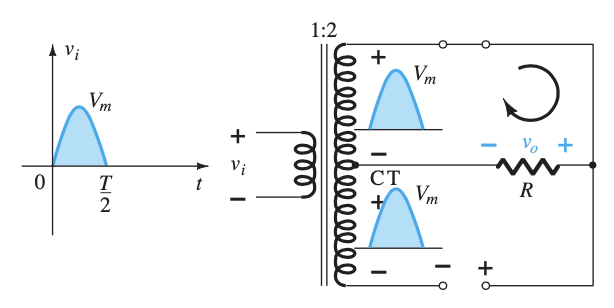 1:2
v_i
V_m
0
T/2
t
+
v_i
−
+
V_m
−
CT
+
V_m
−
− v_o +
R
− +